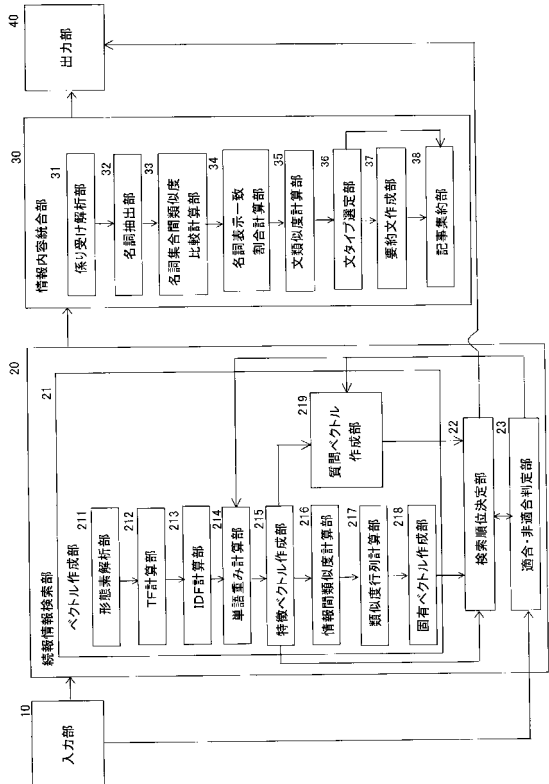 10
入力部
20
続報情報検索部
21
ベクトル作成部
211
形態素解析部
212
TF計算部
213
IDF計算部
214
単語重み計算部
215
特徴ベクトル作成部
216
情報間類似度計算部
217
類似度行列計算部
218
固有ベクトル作成部
219
質問ベクトル
作成部
22
検索順位決定部
23
適合・非適合判定部
30
情報内容統合部
31
係り受け解析部
32
名詞抽出部
33
名詞集合間類似度
比較計算部
34
名詞表示一致
割合計算部
35
文類似度計算部
36
文タイプ選定部
37
要約文作成部
38
記事集約部
40
出力部